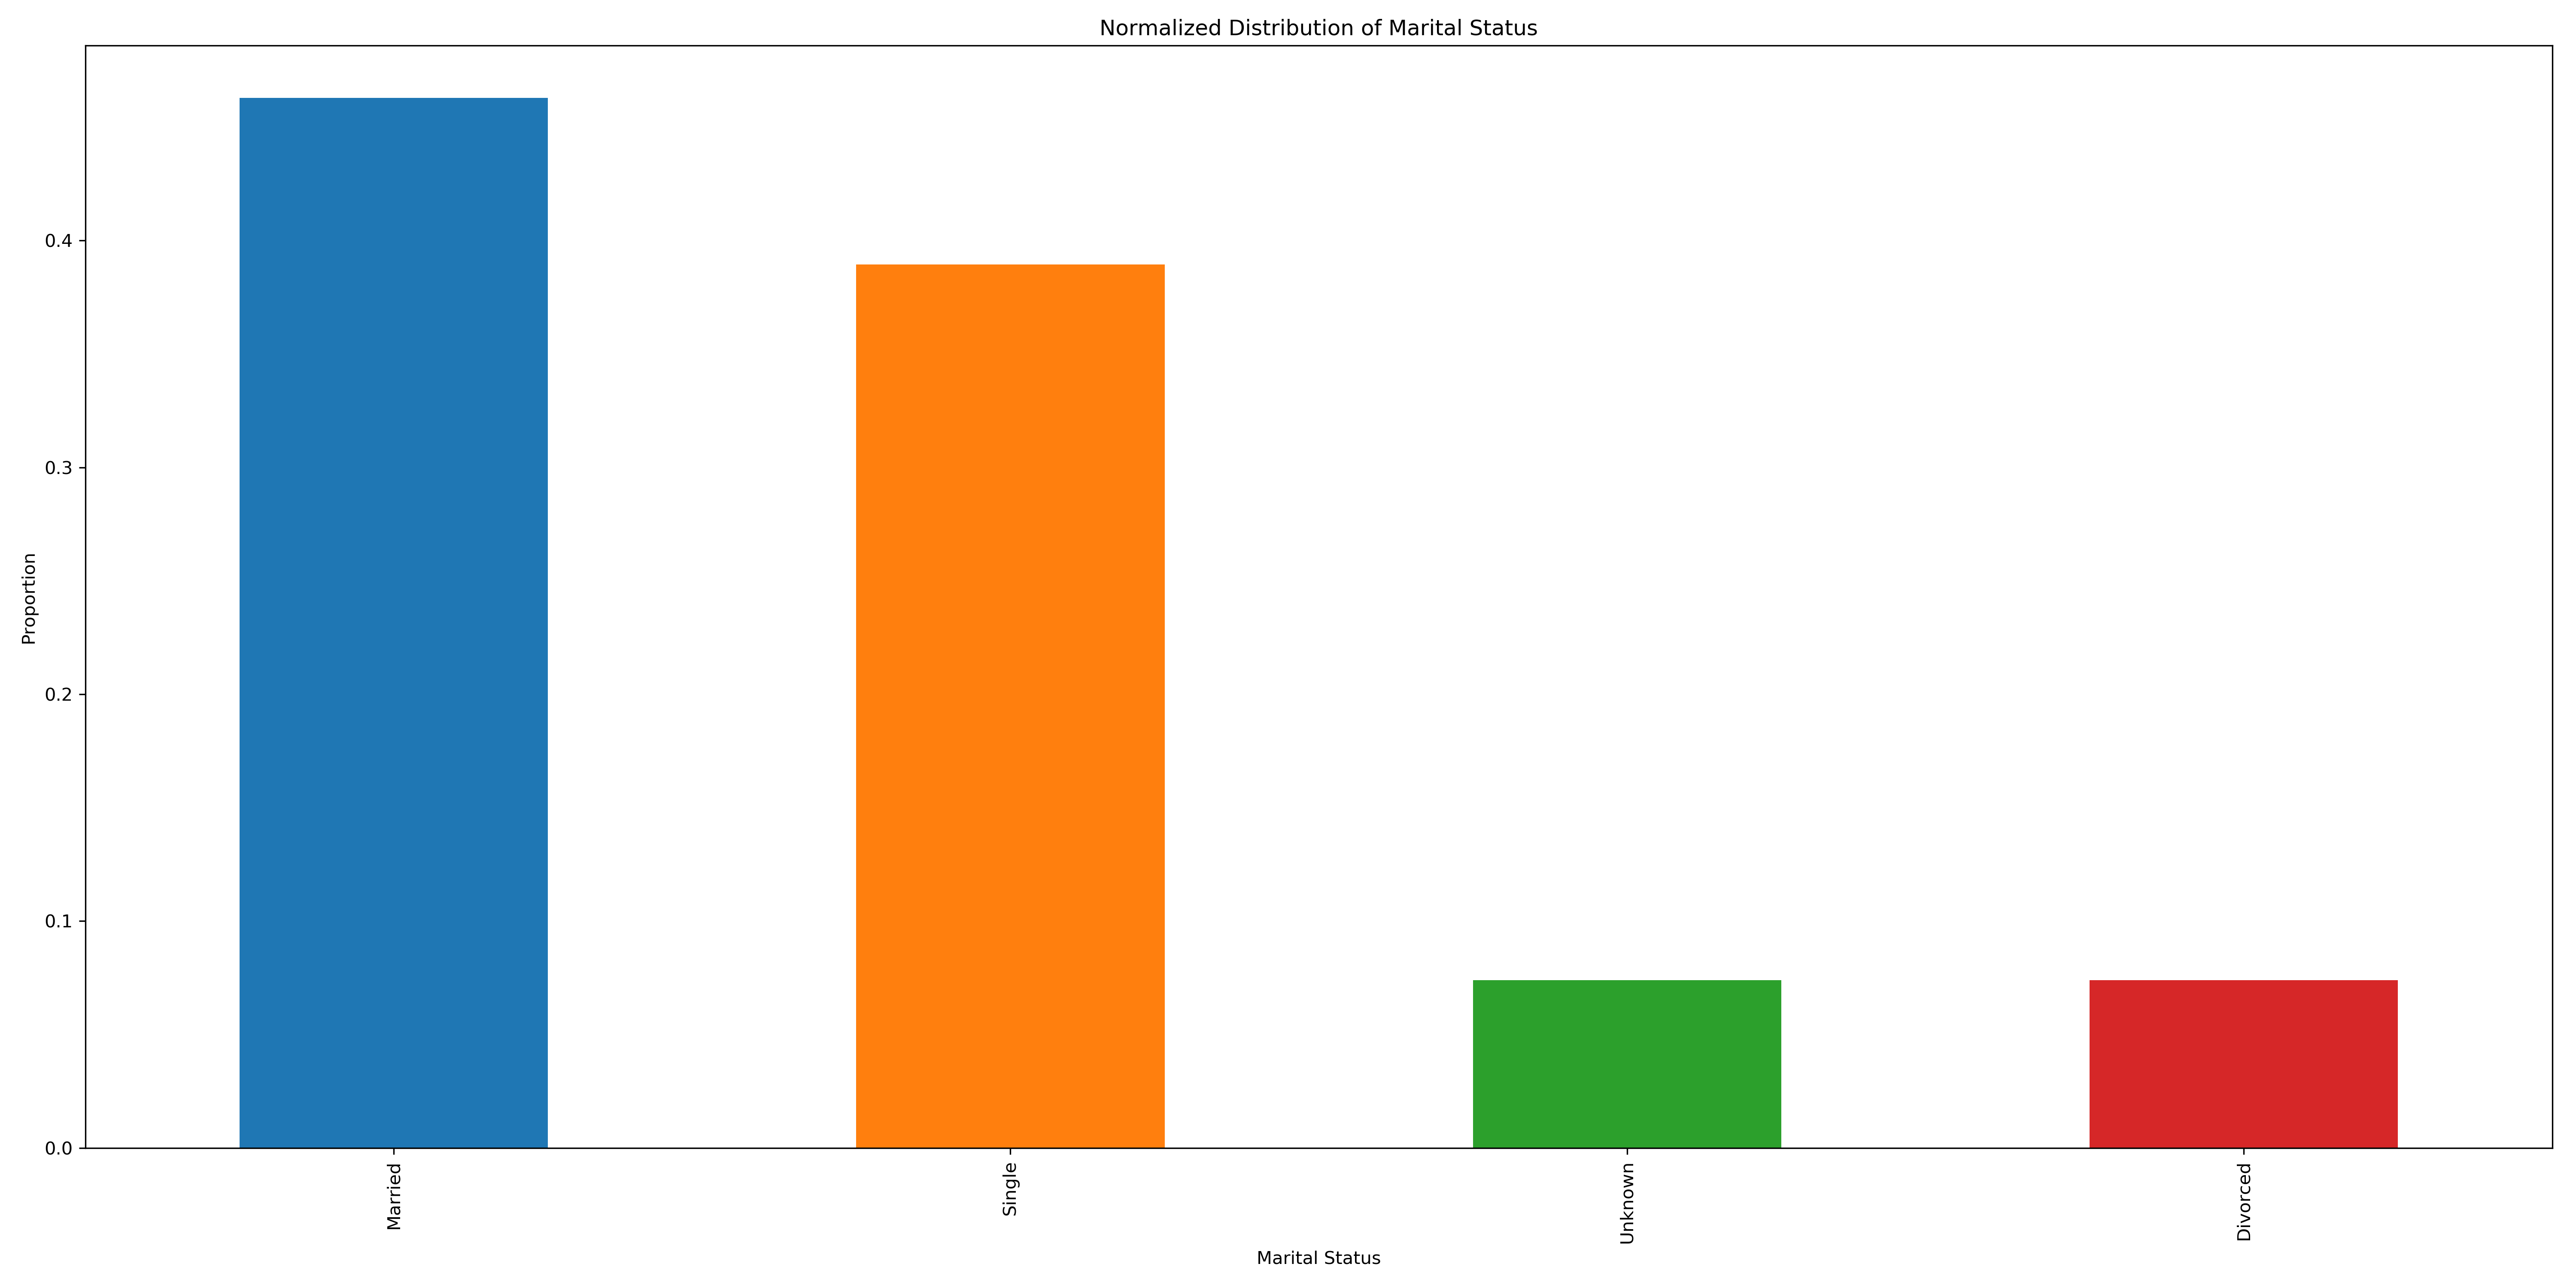 Normalized Distribution of Marital Status
Proportion
0.4
0.3
0.2
0.1
0.0
Married
Single
Unknown
Divorced
Marital Status